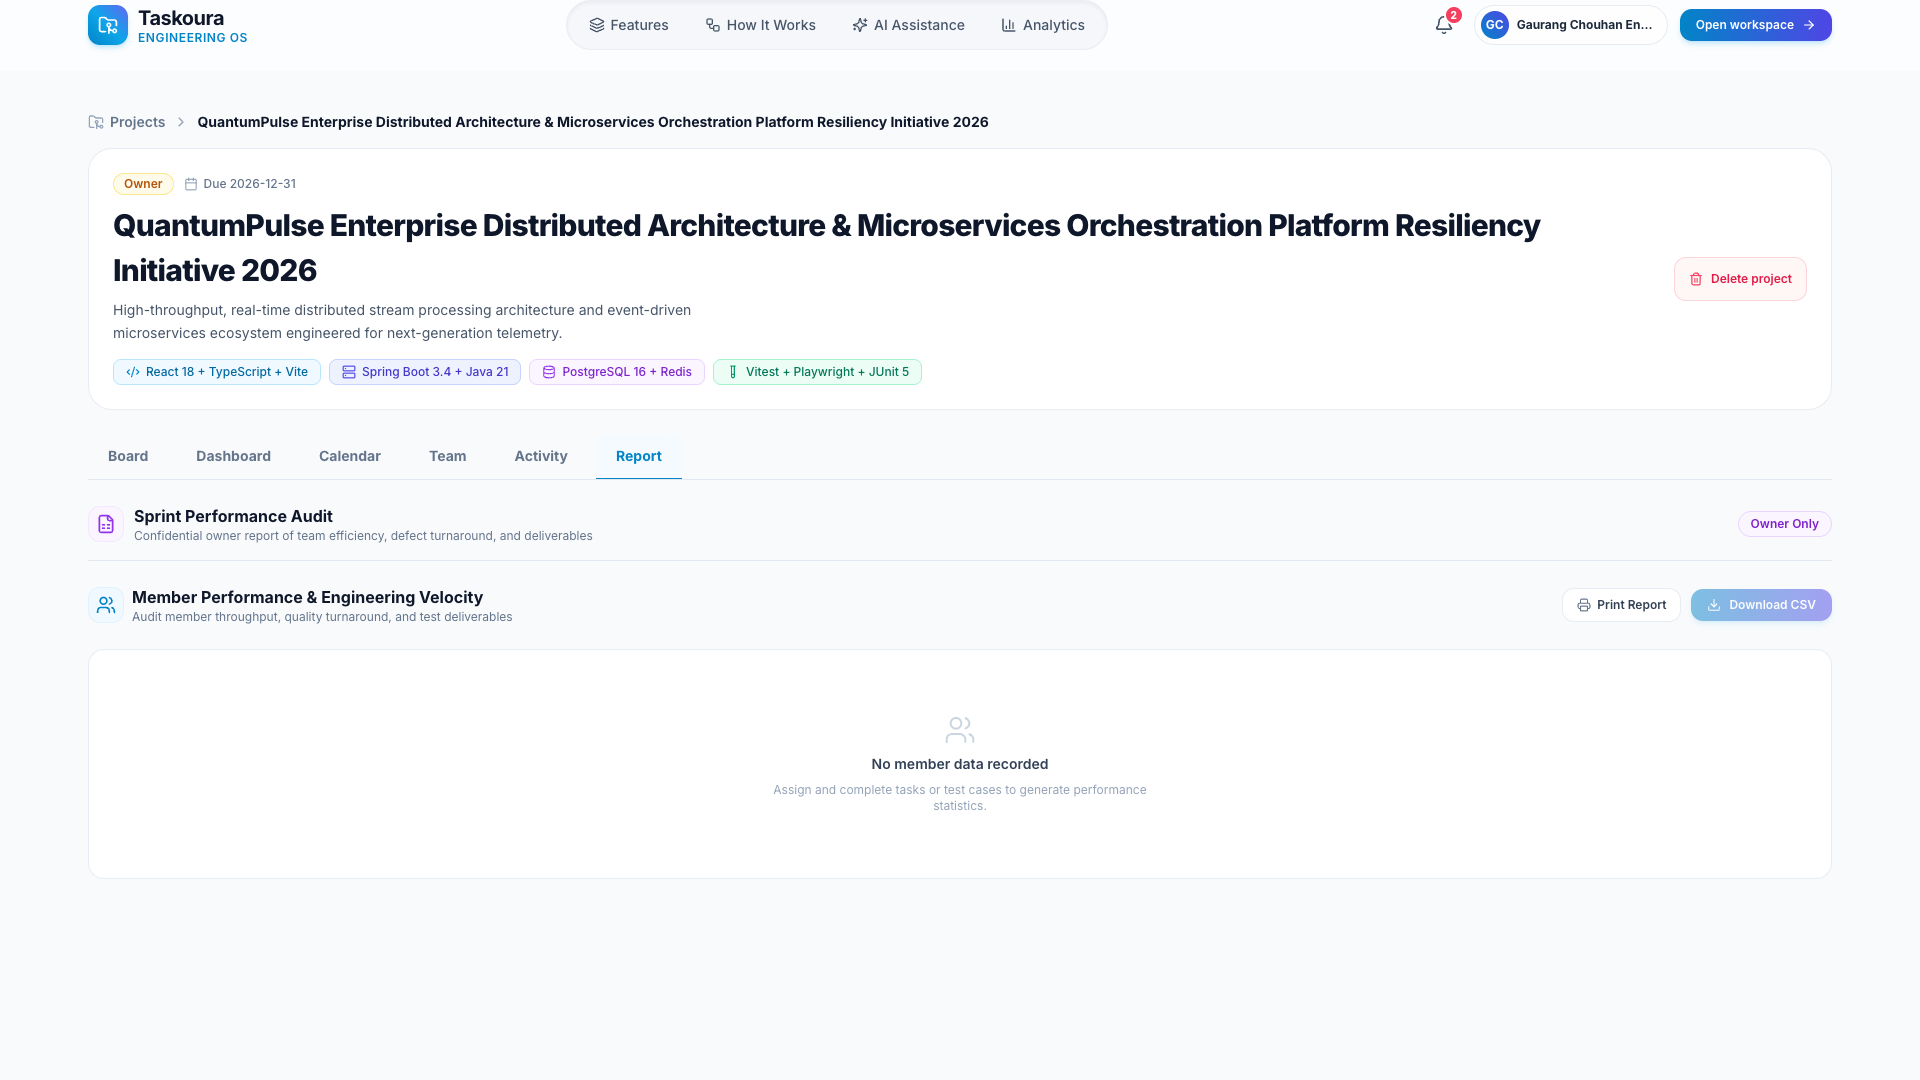 Taskoura
ENGINEERING OS
Features
How It Works
AI Assistance
Analytics
2
GC
Gaurang Chouhan En...
Open workspace
Projects
QuantumPulse Enterprise Distributed Architecture & Microservices Orchestration Platform Resiliency Initiative 2026
Owner
Due 2026-12-31
QuantumPulse Enterprise Distributed Architecture & Microservices Orchestration Platform Resiliency
Initiative 2026
Delete project
High-throughput, real-time distributed stream processing architecture and event-driven
microservices ecosystem engineered for next-generation telemetry.
React 18 + TypeScript + Vite
Spring Boot 3.4 + Java 21
PostgreSQL 16 + Redis
Vitest + Playwright + JUnit 5
Board
Dashboard
Calendar
Team
Activity
Report
Sprint Performance Audit
Confidential owner report of team efficiency, defect turnaround, and deliverables
Owner Only
Member Performance & Engineering Velocity
Audit member throughput, quality turnaround, and test deliverables
Print Report
Download CSV
No member data recorded
Assign and complete tasks or test cases to generate performance
statistics.